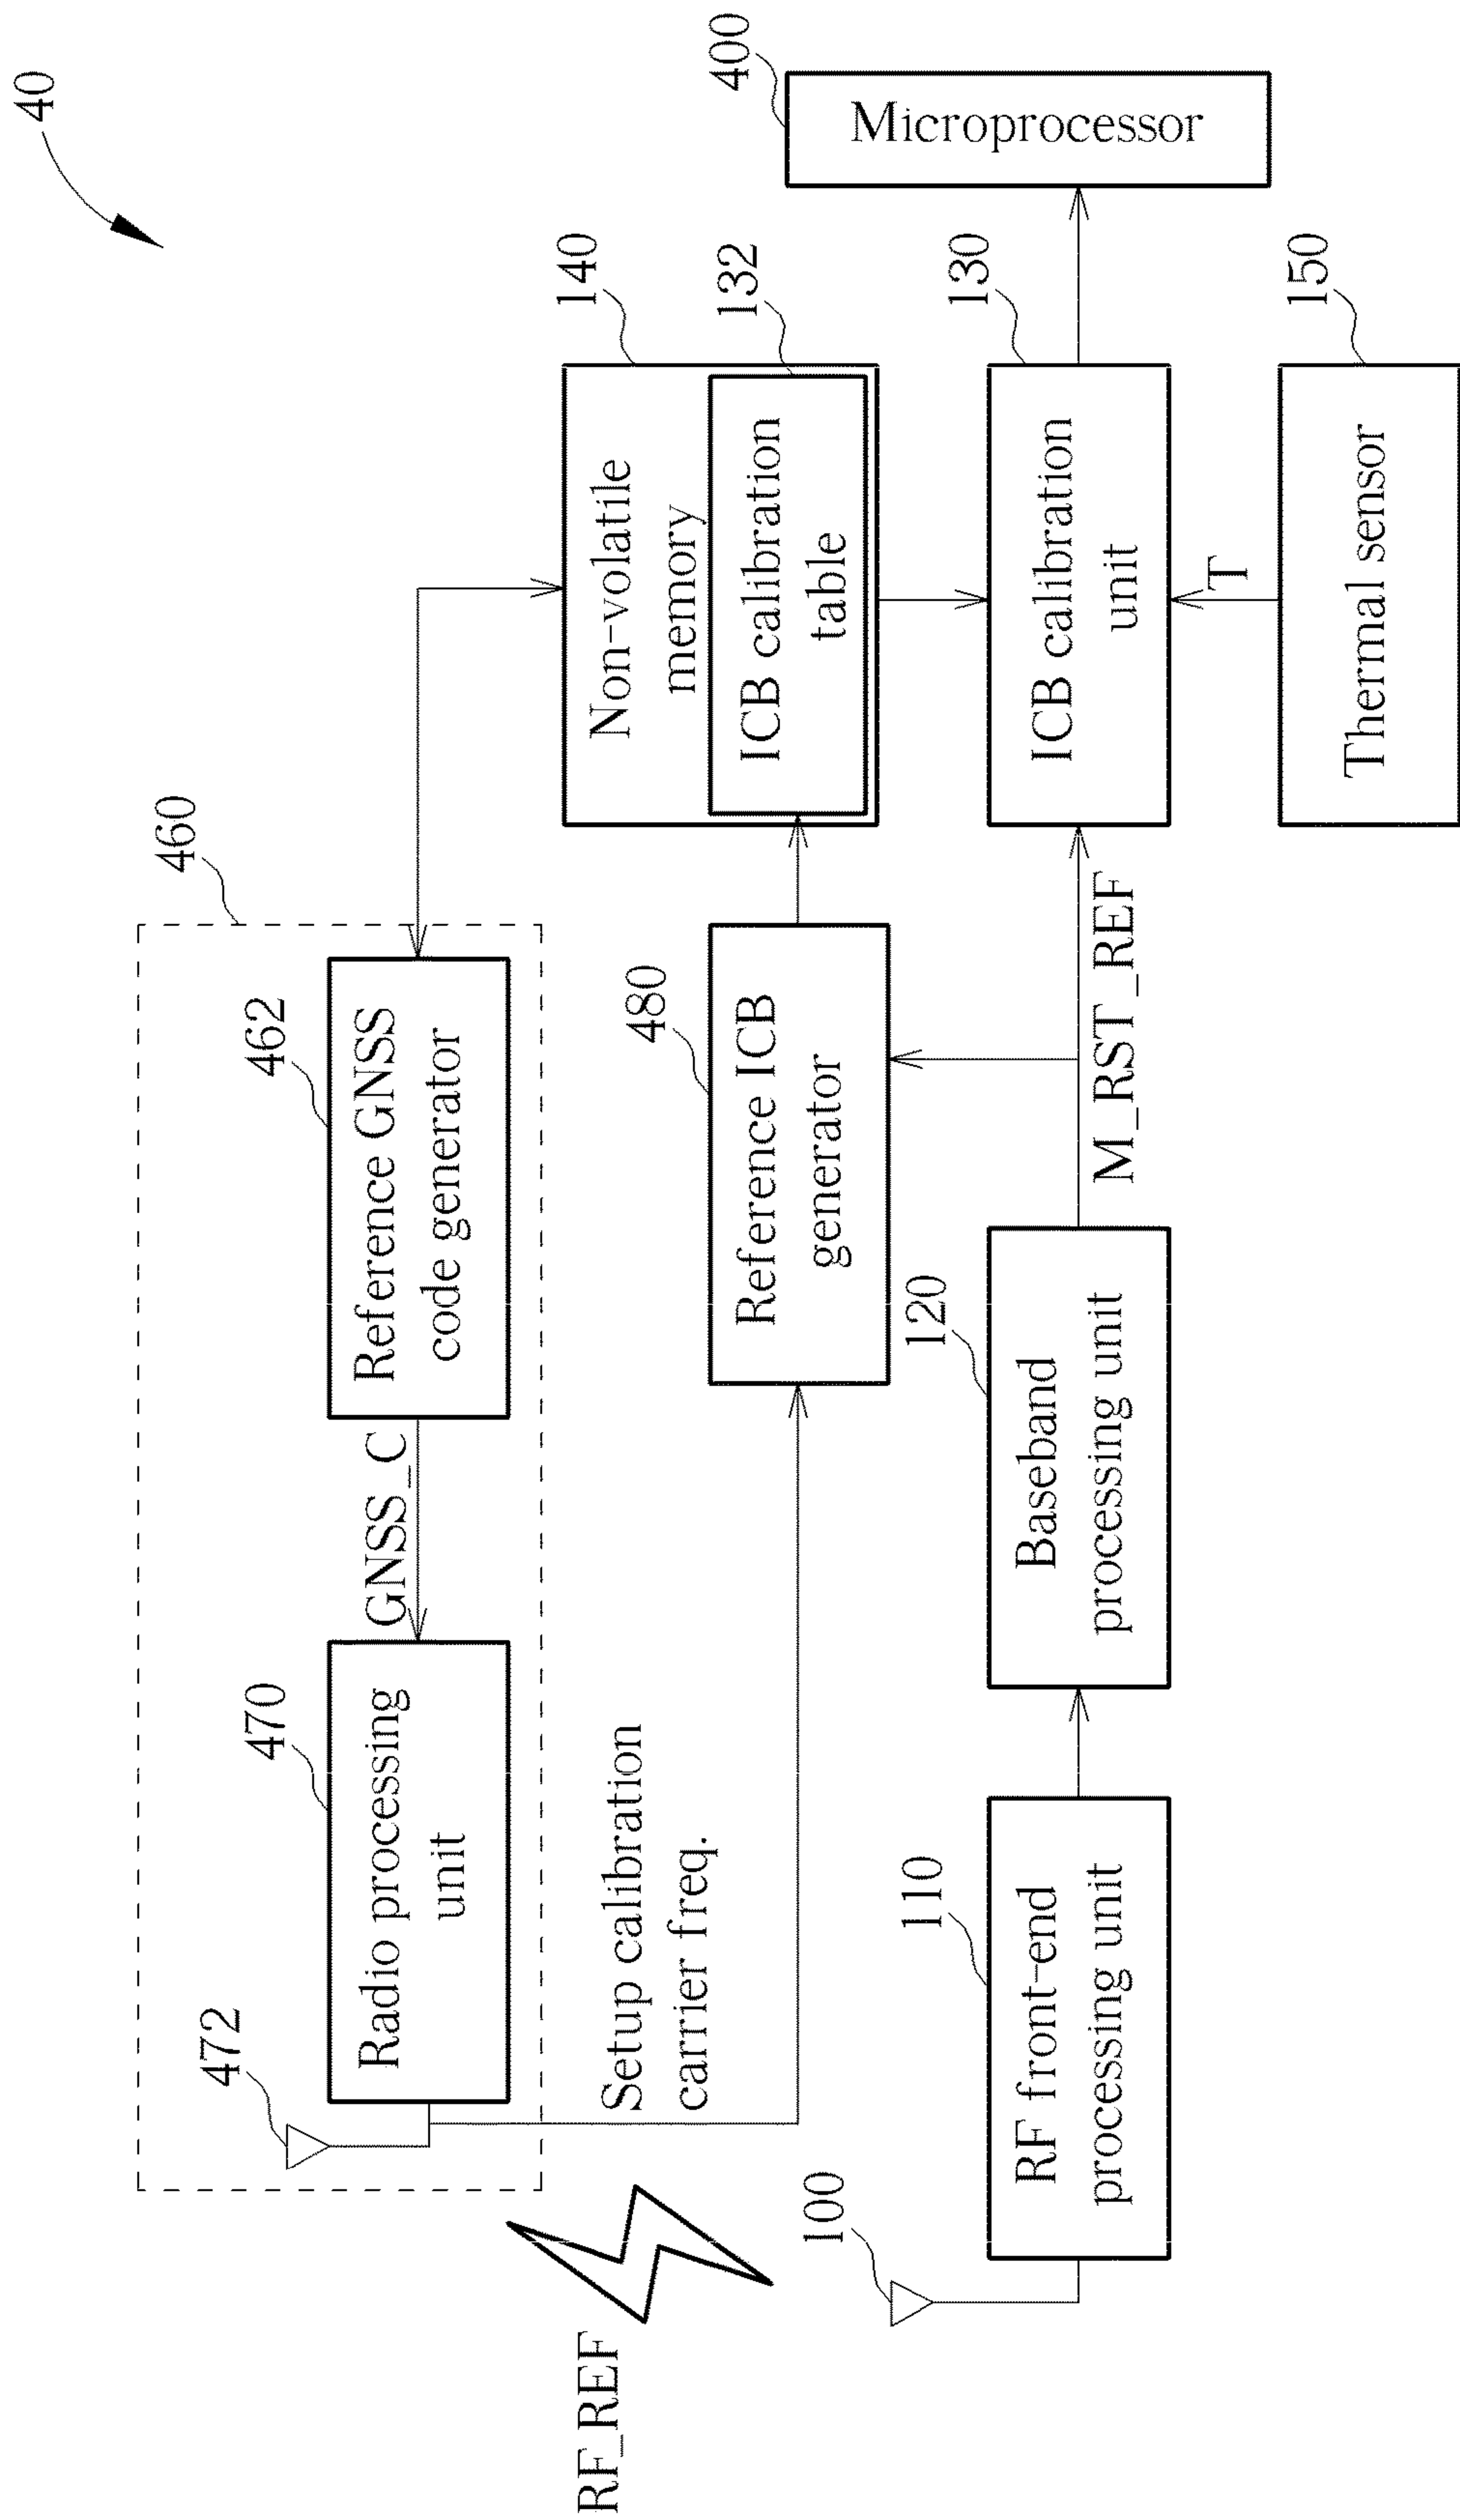 40
460
472
470
Radio processing
unit
GNSS_C
462
Reference GNSS
code generator
RF_REF
Setup calibration
carrier freq.
480
Reference ICB
generator
140
Non-volatile
memory
132
ICB calibration
table
400
Microprocessor
100
110
RF front-end
processing unit
120
Baseband
processing unit
M_RST_REF
130
ICB calibration
unit
T
150
Thermal sensor